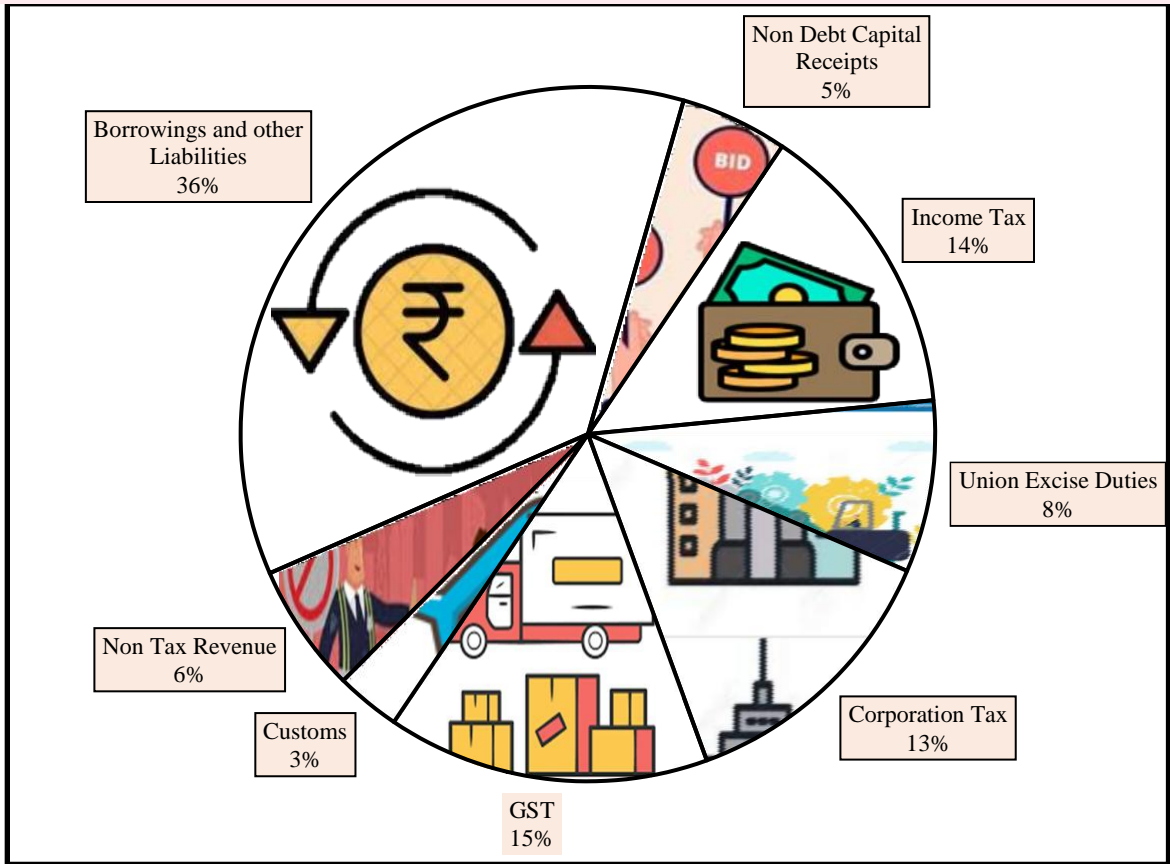 Non Debt Capital
Receipts
5%
Borrowings and other
Liabilities
36%
BID
Income Tax
14%
₹
Union Excise Duties
8%
Non Tax Revenue
6%
Corporation Tax
13%
Customs
3%
GST
15%